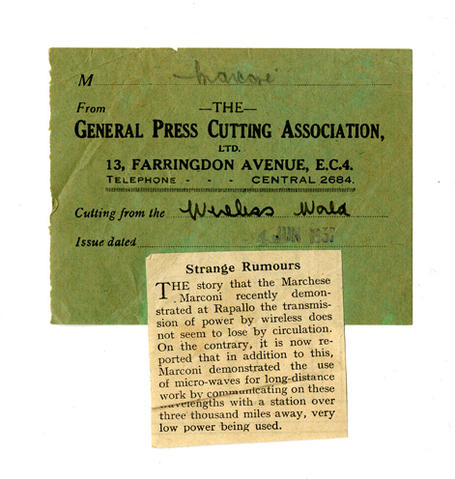 M Marconi
From
—THE—
GENERAL PRESS CUTTING ASSOCIATION,
LTD.
13, FARRINGDON AVENUE, E.C.4.
TELEPHONE - - - CENTRAL 2684.
Cutting from the Wireless World
Issue dated 4 JUN 1937
Strange Rumours
THE story that the Marchese
Marconi recently demon-
strated at Rapallo the transmis-
sion of power by wireless does
not seem to lose by circulation.
On the contrary, it is now re-
ported that in addition to this,
Marconi demonstrated the use
of micro-waves for long-distance
work by communicating on these
wavelengths with a station over
three thousand miles away, very
low power being used.